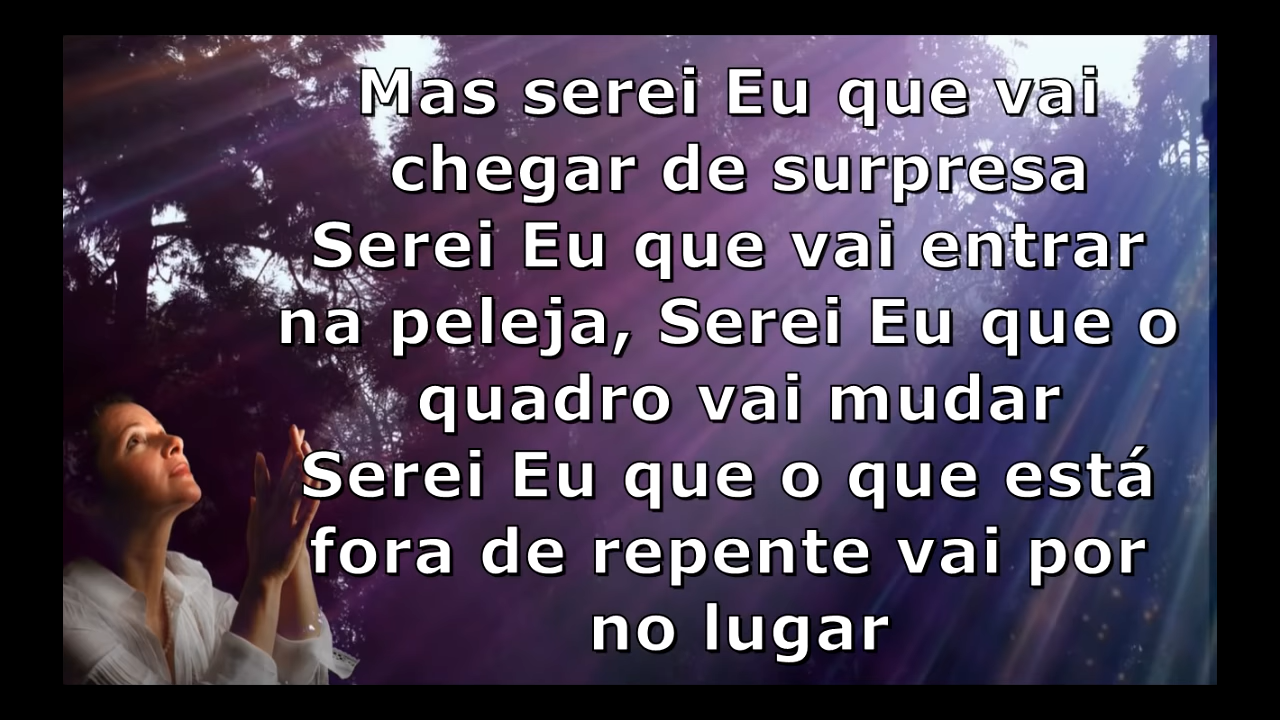 Mas serei Eu que vai
chegar de surpresa
Serei Eu que vai entrar
na peleja, Serei Eu que o
quadro vai mudar
Serei Eu que o que está
fora de repente vai por
no lugar